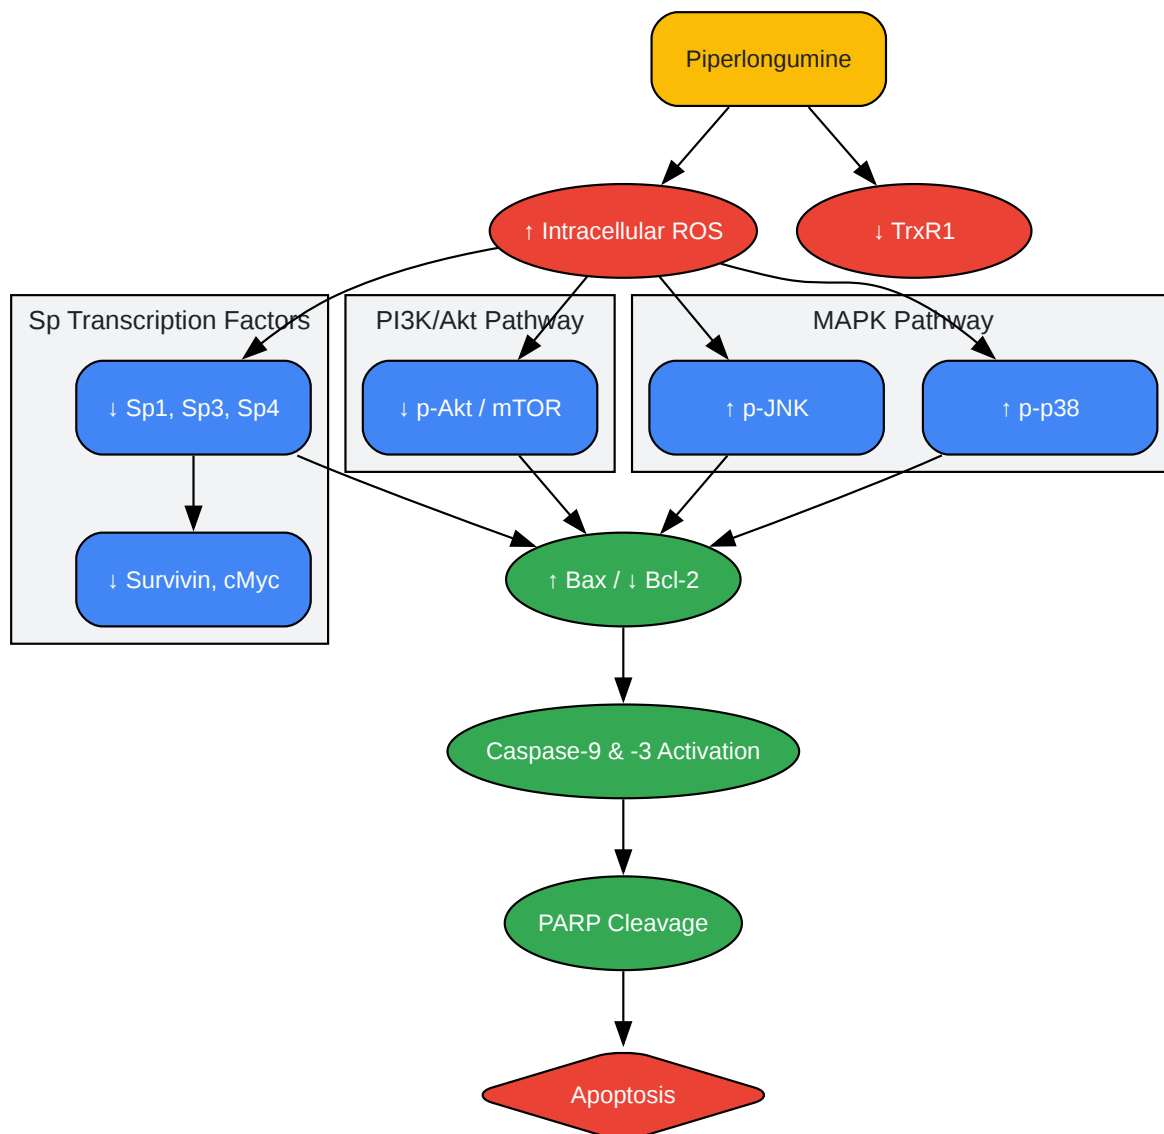 Piperlongumine
↑ Intracellular ROS
↓ TrxR1
Sp Transcription Factors
PI3K/Akt Pathway
MAPK Pathway
↓ Sp1, Sp3, Sp4
↓ p-Akt / mTOR
↑ p-JNK
↑ p-p38
↓ Survivin, cMyc
↑ Bax / ↓ Bcl-2
Caspase-9 & -3 Activation
PARP Cleavage
Apoptosis